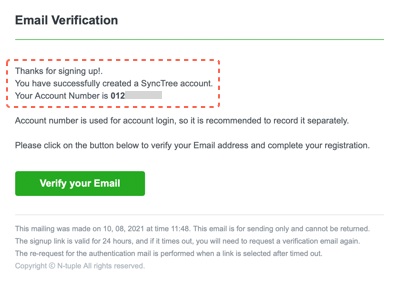 Email Verification
Thanks for signing up!.
You have successfully created a SyncTree account.
Your Account Number is 012
Account number is used for account login, so it is recommended to record it separately.
Please click on the button below to verify your Email address and complete your registration.
Verify your Email
This mailing was made on 10, 08, 2021 at time 11:48. This email is for sending only and cannot be returned.
The signup link is valid for 24 hours, and if it times out, you will need to request a verification email again.
The re-request for the authentication mail is performed when a link is selected after timed out.
Copyright ⓒ N-tuple All rights reserved.